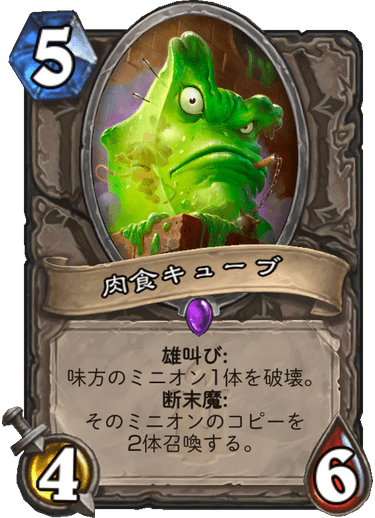 5
肉食キューブ
雄叫び:
味方のミニオン1体を破壊。
断末魔:
そのミニオンのコピーを
2体召喚する。
4
6